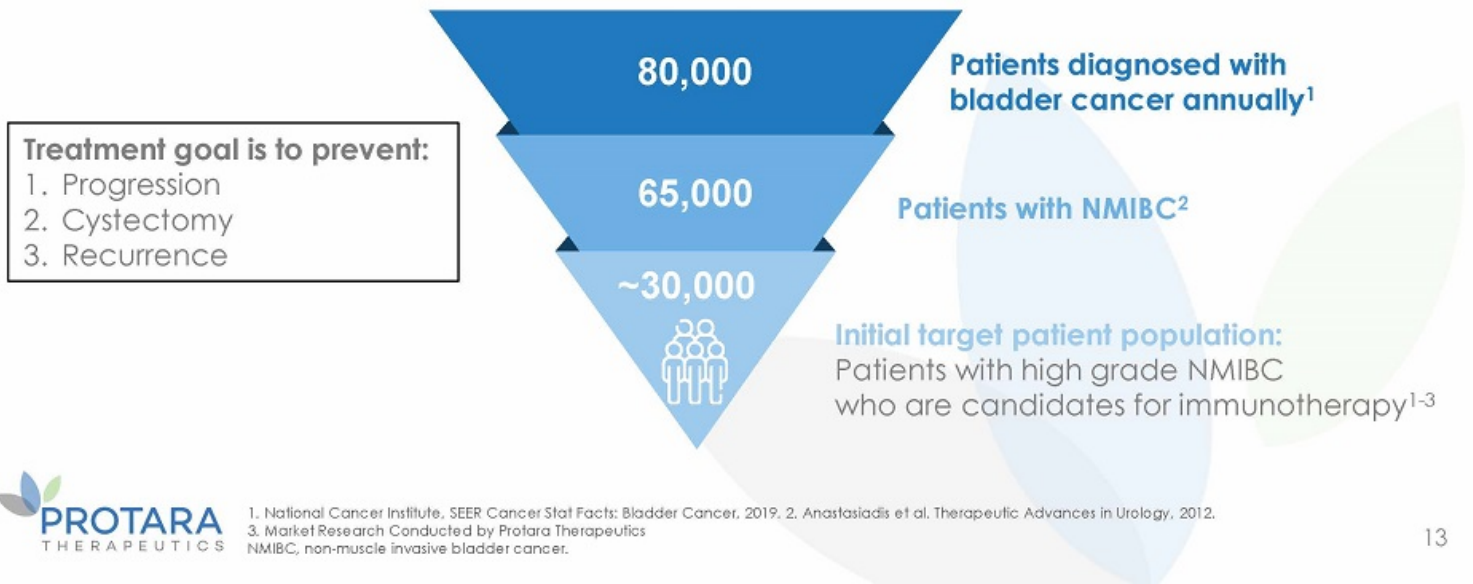 80,000
Patients diagnosed with
bladder cancer annually1
Treatment goal is to prevent:
1. Progression
2. Cystectomy
3. Recurrence
65,000
Patients with NMIBC2
~30,000
Initial target patient population:
Patients with high grade NMIBC
who are candidates for immunotherapy1-3
PROTARA
THERAPEUTICS
1. National Cancer Institute, SEER Cancer Stat Facts: Bladder Cancer, 2019. 2. Anastasiadis et al. Therapeutic Advances in Urology, 2012.
3. Market Research Conducted by Protara Therapeutics
NMIBC, non-muscle invasive bladder cancer.
13